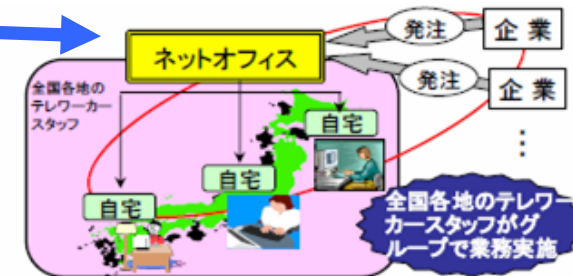 発注
企業
ネットオフィス
発注
企業
全国各地の
テレワーカー
スタッフ
自宅
⋮
自宅
自宅
全国各地のテレワー
カースタッフがグ
ループで業務実施